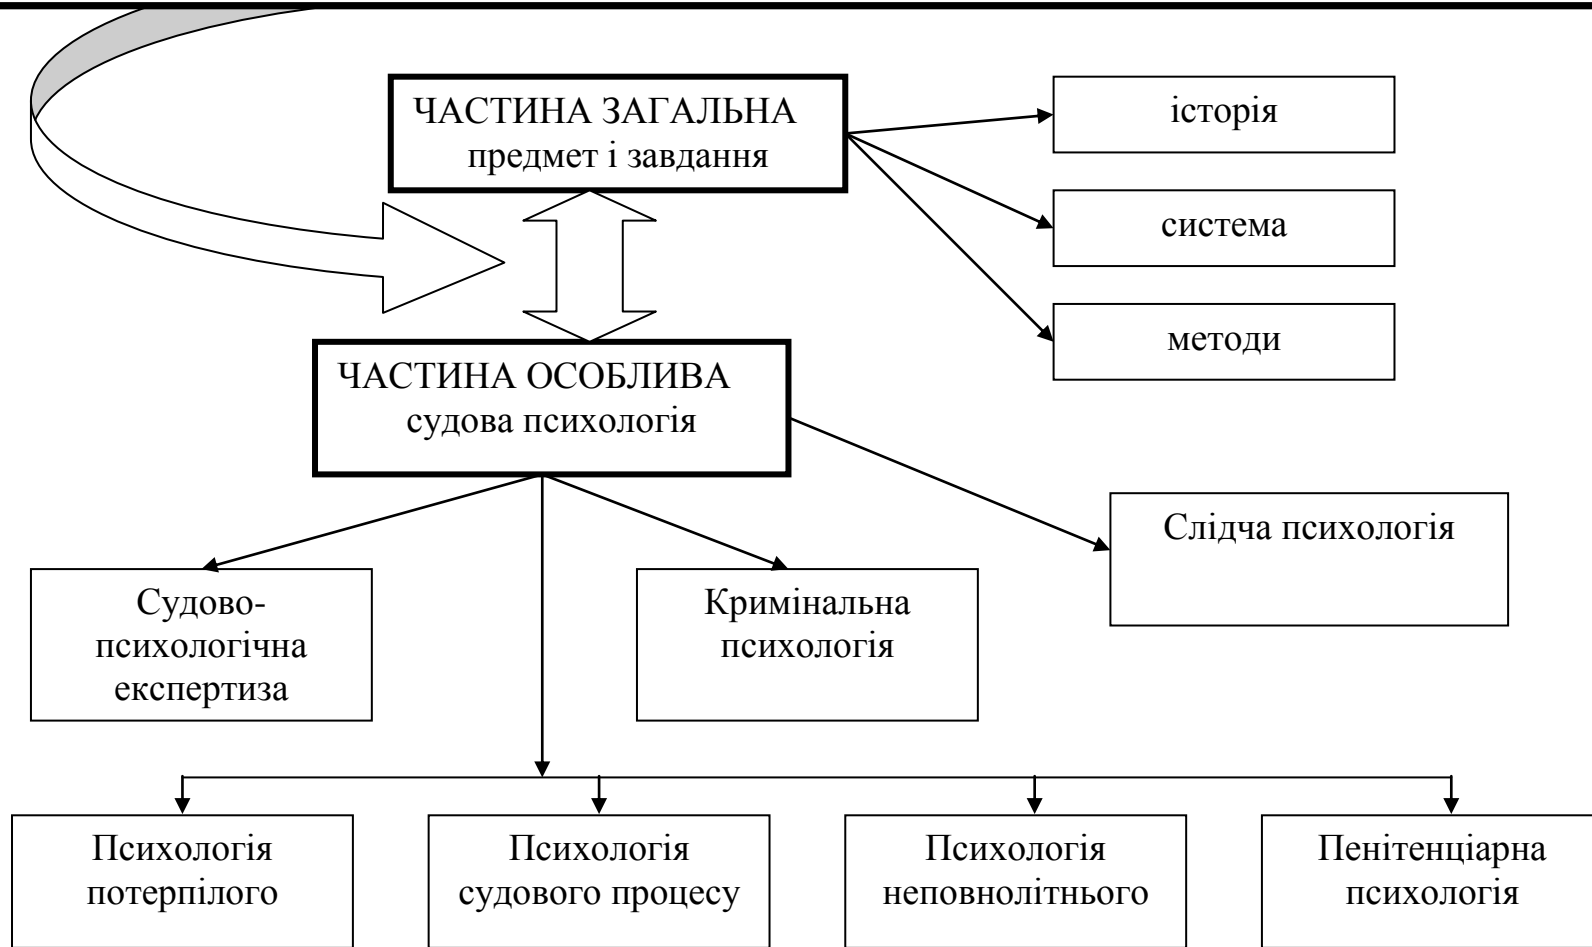 ЧАСТИНА ЗАГАЛЬНА
предмет і завдання
історія
система
методи
ЧАСТИНА ОСОБЛИВА
судова психологія
Слідча психологія
Судово-
психологічна
експертиза
Кримінальна
психологія
Психологія
потерпілого
Психологія
судового процесу
Психологія
неповнолітнього
Пенітенціарна
психологія